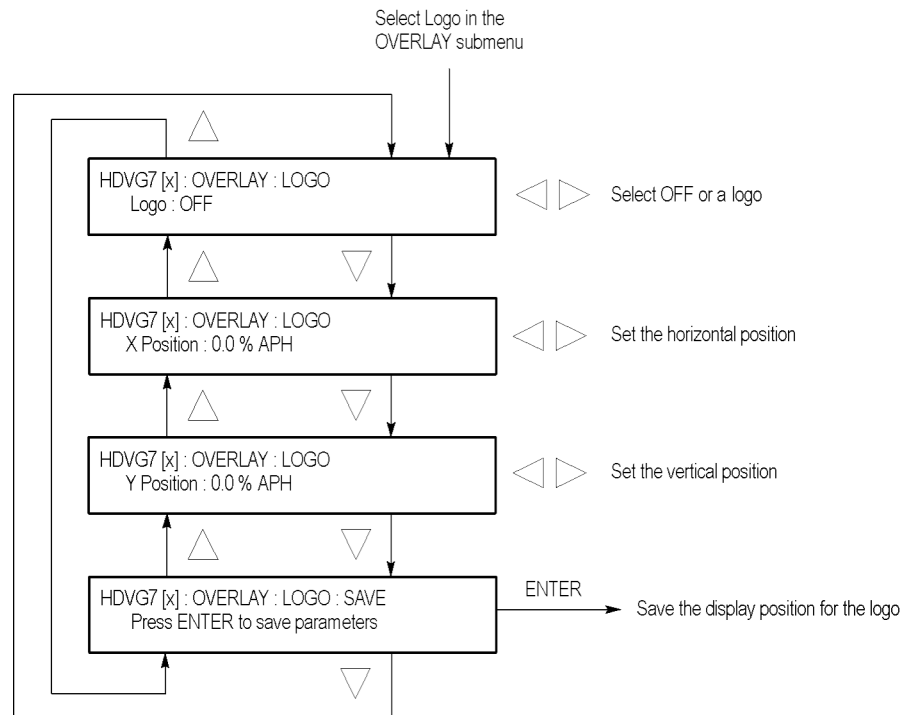 Select Logo in the
OVERLAY submenu
HDVG7 [x] : OVERLAY : LOGO
Logo : OFF
Select OFF or a logo
HDVG7 [x] : OVERLAY : LOGO
X Position : 0.0 % APH
Set the horizontal position
HDVG7 [x] : OVERLAY : LOGO
Y Position : 0.0 % APH
Set the vertical position
HDVG7 [x] : OVERLAY : LOGO : SAVE
Press ENTER to save parameters
ENTER
Save the display position for the logo